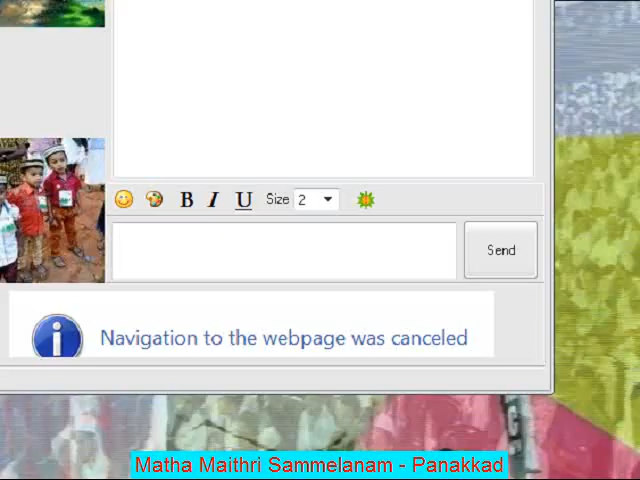 B I U Size 2
Send
i Navigation to the webpage was canceled
Matha Maithri Sammelanam - Panakkad